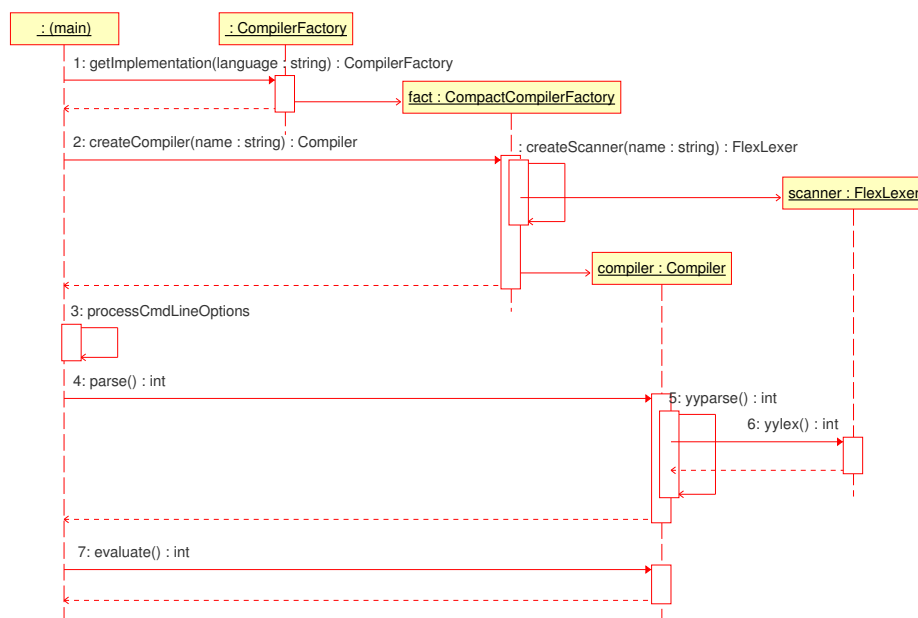 : (main)
: CompilerFactory
1: getImplementation(language : string) : CompilerFactory
fact : CompactCompilerFactory
2: createCompiler(name : string) : Compiler
: createScanner(name : string) : FlexLexer
scanner : FlexLexer
compiler : Compiler
3: processCmdLineOptions
4: parse() : int
5: yyparse() : int
6: yylex() : int
7: evaluate() : int